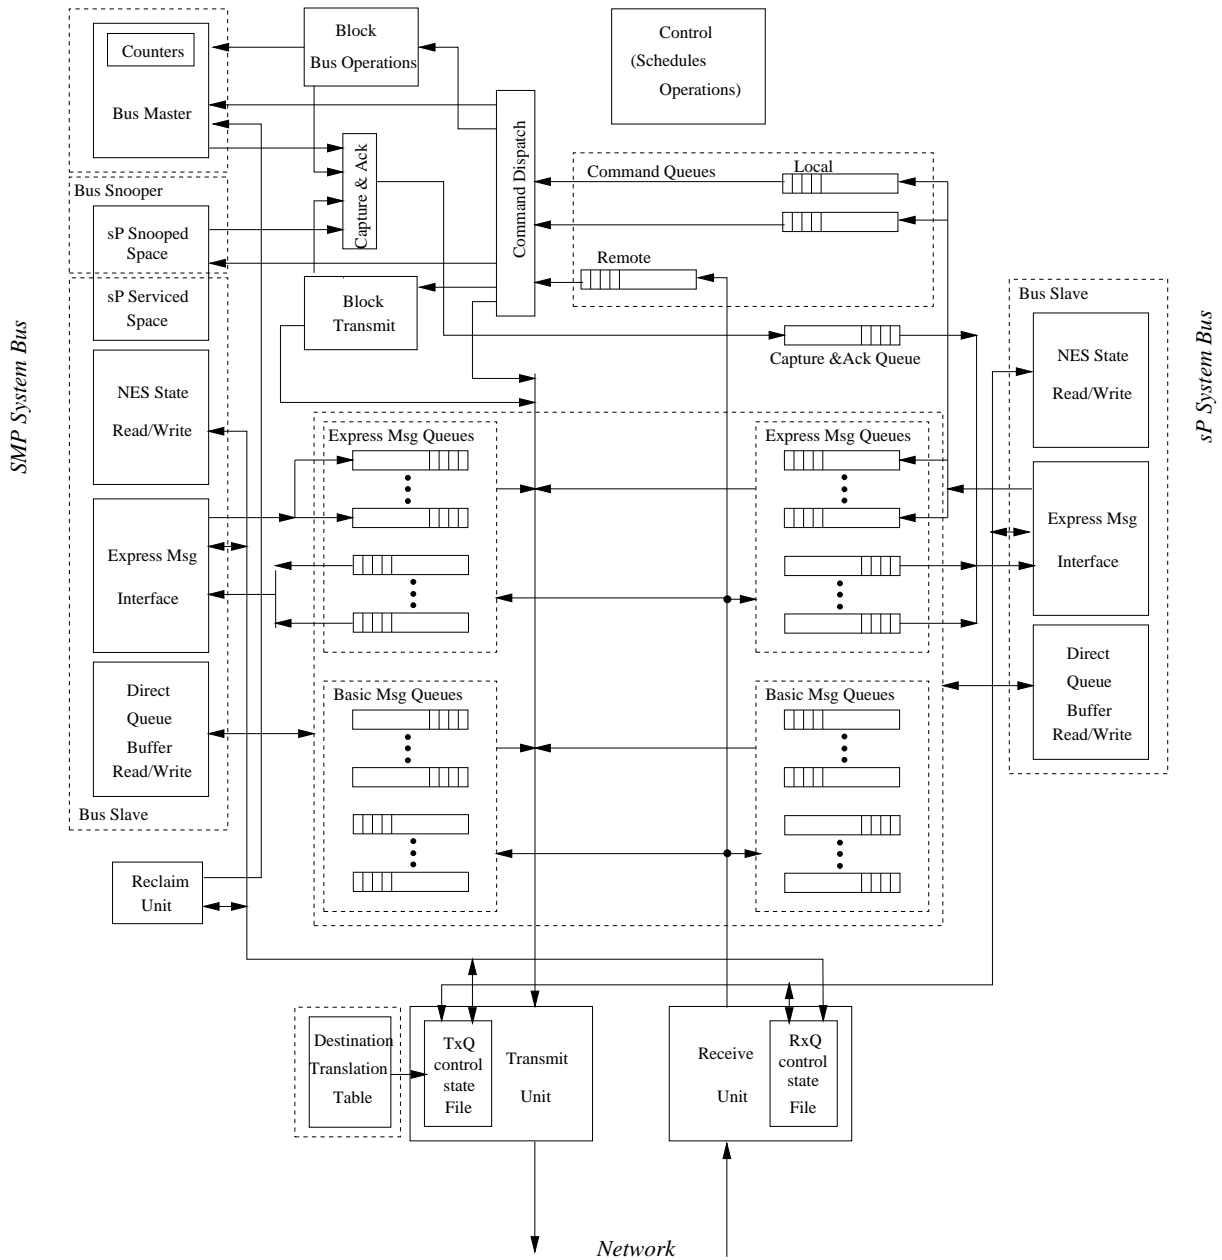 Counters
Bus Master
Block
Bus Operations
Control
(Schedules
Operations)
Capture & Ack
Command Dispatch
Command Queues
Local
Remote
Bus Snooper
sP Snooped
Space
sP Serviced
Space
Block
Transmit
Capture &Ack Queue
SMP System Bus
NES State
Read/Write
Express Msg
Interface
Direct
Queue
Buffer
Read/Write
Bus Slave
Reclaim
Unit
Express Msg Queues
Basic Msg Queues
Express Msg Queues
Basic Msg Queues
Bus Slave
NES State
Read/Write
Express Msg
Interface
Direct
Queue
Buffer
Read/Write
sP System Bus
Destination
Translation
Table
TxQ
control
state
File
Transmit
Unit
Receive
Unit
RxQ
control
state
File
Network